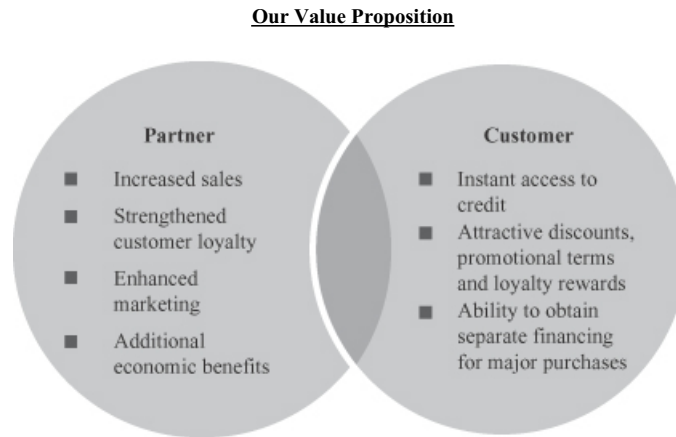 Our Value Proposition
Partner
Increased sales
Strengthened
customer loyalty
Enhanced
marketing
Additional
economic benefits
Customer
Instant access to
credit
Attractive discounts,
promotional terms
and loyalty rewards
Ability to obtain
separate financing
for major purchases